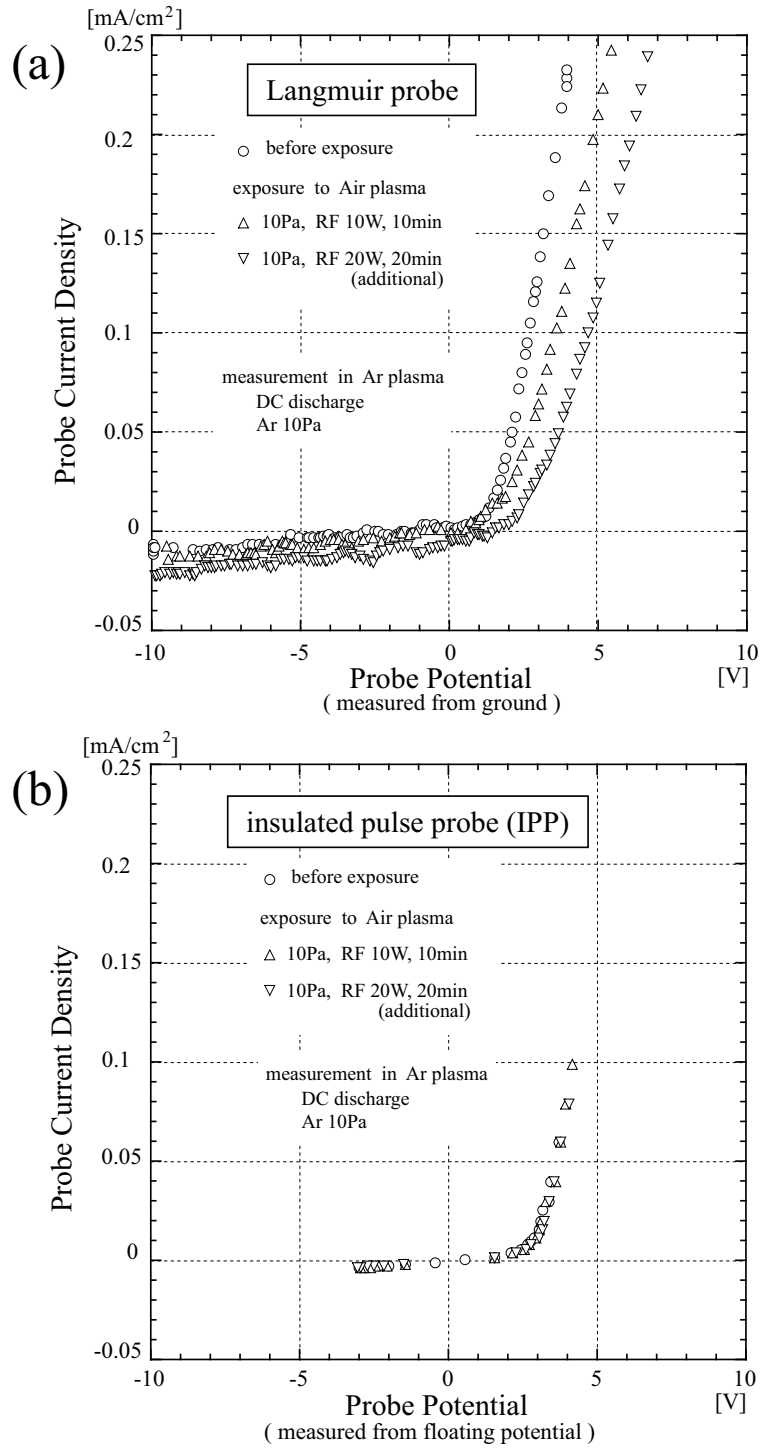 [mA/cm2]
(a)
0.25
Langmuir probe
0.2
before exposure
exposure to Air plasma
10Pa, RF 10W, 10min
0.15
10Pa, RF 20W, 20min
(additional)
Probe Current Density
0.1
measurement in Ar plasma
DC discharge
Ar 10Pa
0.05
0
-0.05
-10 -5 0 5 10
Probe Potential [V]
( measured from ground )
[mA/cm2]
(b)
0.25
insulated pulse probe (IPP)
0.2
before exposure
exposure to Air plasma
10Pa, RF 10W, 10min
0.15
10Pa, RF 20W, 20min
(additional)
Probe Current Density
0.1
measurement in Ar plasma
DC discharge
Ar 10Pa
0.05
0
-0.05
-10 -5 0 5 10
Probe Potential [V]
( measured from floating potential )